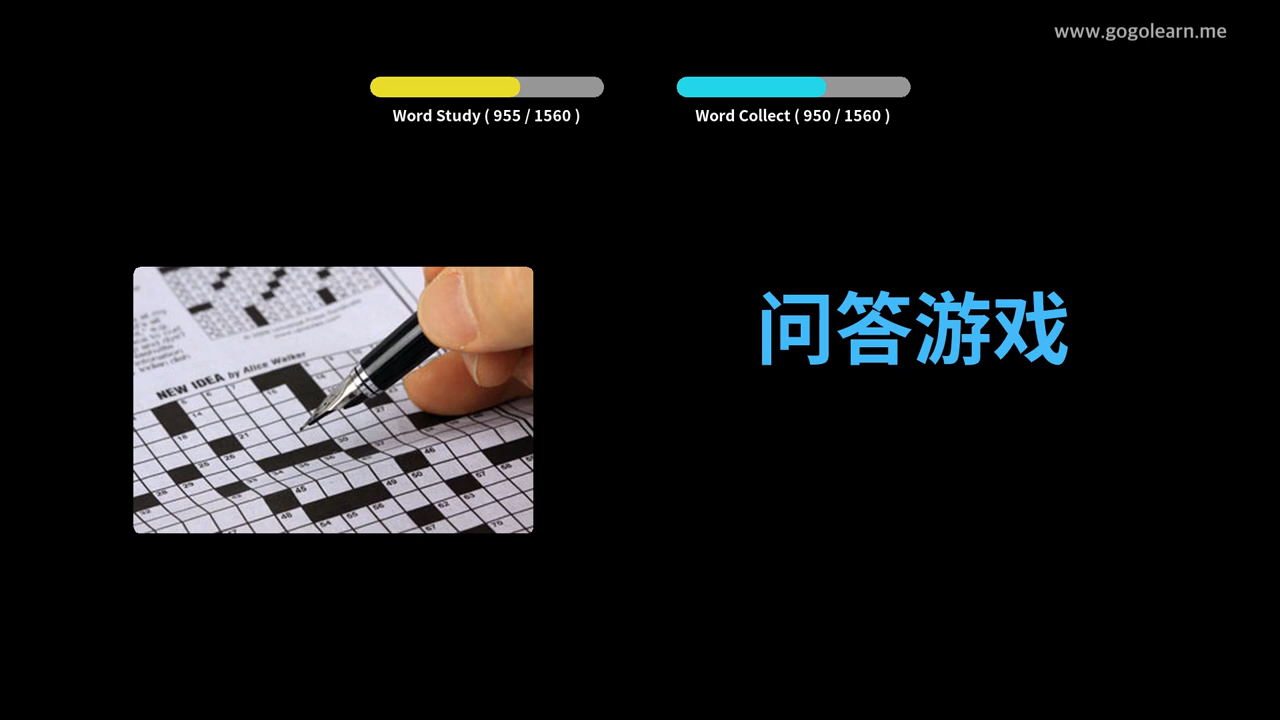 www.gogolearn.me
Word Study ( 955 / 1560 )
Word Collect ( 950 / 1560 )
问答游戏
NEW IDEA by Alice Walker